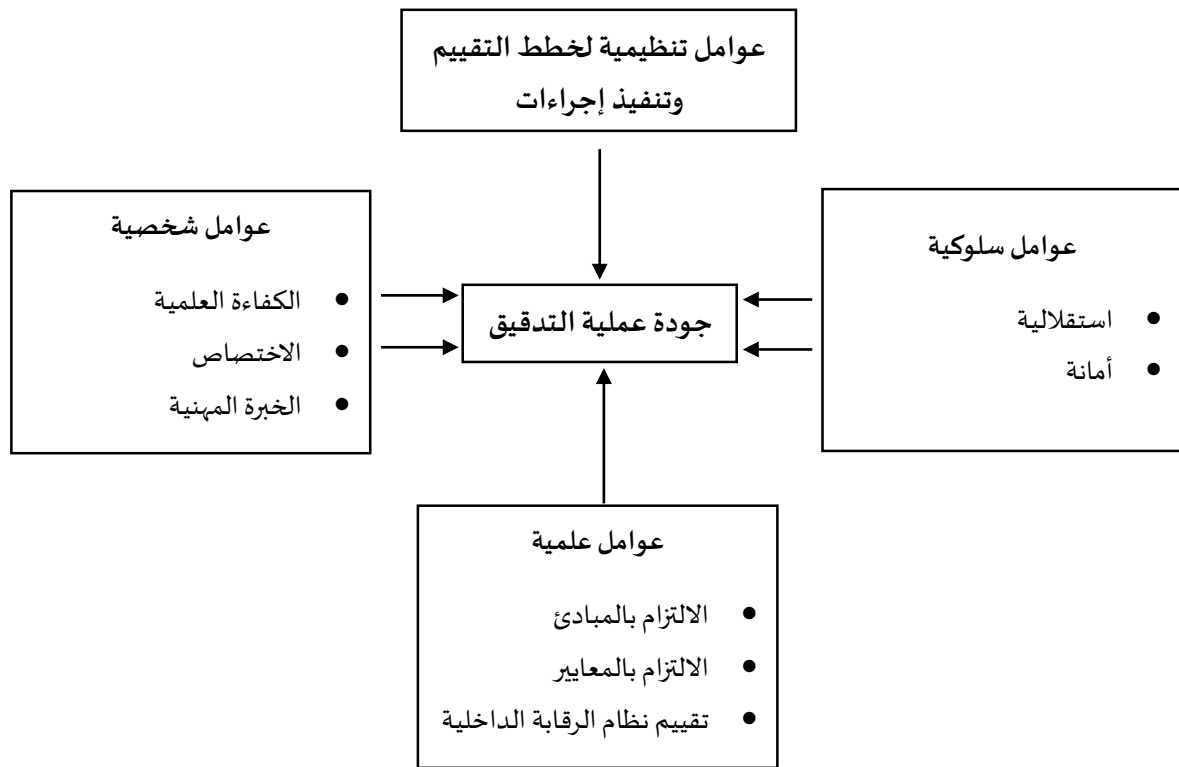 عوامل تنظيمية لخطط التقييم
وتنفيذ إجراءات
عوامل سلوكية
• استقلالية
• أمانة
جودة عملية التدقيق
عوامل شخصية
• الكفاءة العلمية
• الاختصاص
• الخبرة المهنية
عوامل علمية
• الالتزام بالمبادئ
• الالتزام بالمعايير
• تقييم نظام الرقابة الداخلية